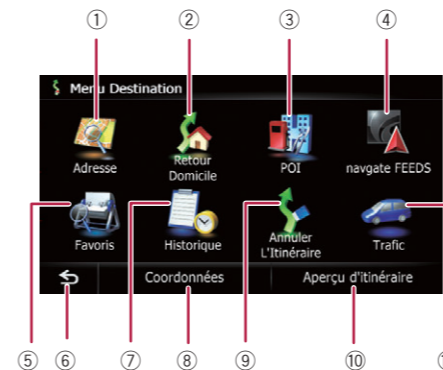 ① ② ③ ④
Menu Destination
Adresse
Retour
Domicile
POI
navgate FEEDS
Favoris
Historique
Annuler
L'Itinéraire
Trafic
Coordonnées
Aperçu d'itinéraire
⑤ ⑥ ⑦ ⑧ ⑨ ⑩